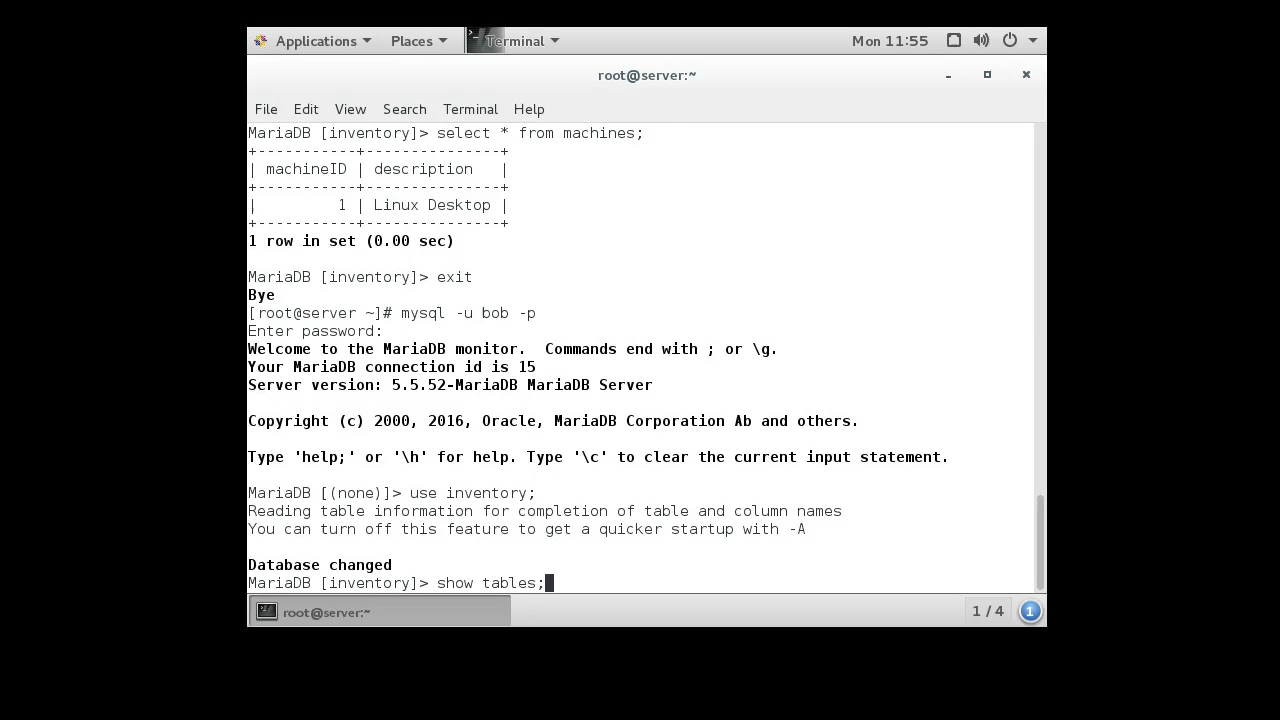 Applications Places Terminal Mon 11:55
root@server:~
File Edit View Search Terminal Help
MariaDB [inventory]> select * from machines;
+-----------+---------------+
| machineID | description   |
+-----------+---------------+
|         1 | Linux Desktop |
+-----------+---------------+
1 row in set (0.00 sec)
MariaDB [inventory]> exit
Bye
[root@server ~]# mysql -u bob -p
Enter password:
Welcome to the MariaDB monitor.  Commands end with ; or \g.
Your MariaDB connection id is 15
Server version: 5.5.52-MariaDB MariaDB Server
Copyright (c) 2000, 2016, Oracle, MariaDB Corporation Ab and others.
Type 'help;' or '\h' for help. Type '\c' to clear the current input statement.
MariaDB [(none)]> use inventory;
Reading table information for completion of table and column names
You can turn off this feature to get a quicker startup with -A
Database changed
MariaDB [inventory]> show tables;
root@server:~ 1 / 4 1